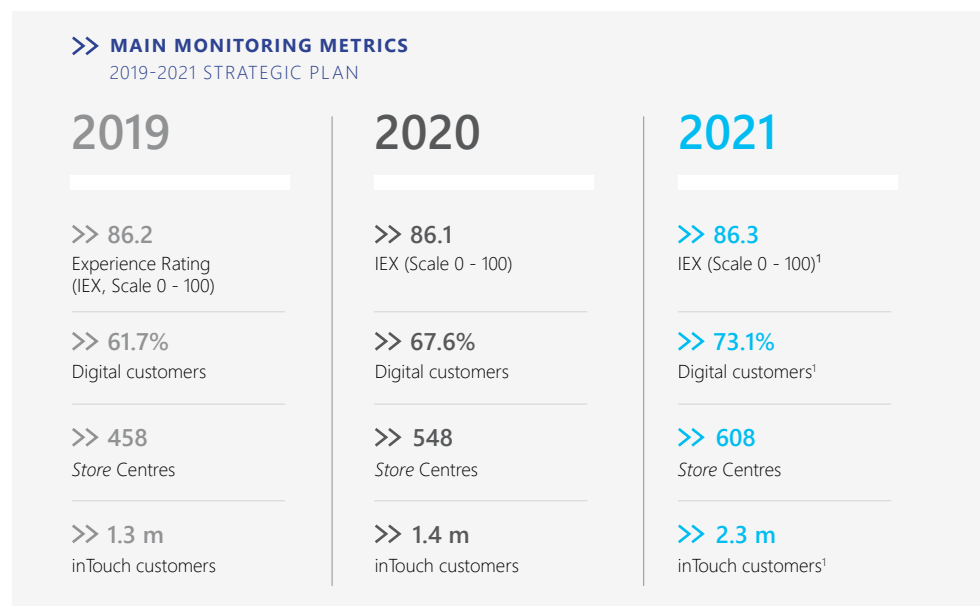 >> MAIN MONITORING METRICS
2019-2021 STRATEGIC PLAN
2019
>> 86.2
Experience Rating
(IEX, Scale 0 - 100)
>> 61.7%
Digital customers
>> 458
Store Centres
>> 1.3 m
inTouch customers
2020
>> 86.1
IEX (Scale 0 - 100)
>> 67.6%
Digital customers
>> 548
Store Centres
>> 1.4 m
inTouch customers
2021
>> 86.3
IEX (Scale 0 - 100)¹
>> 73.1%
Digital customers¹
>> 608
Store Centres
>> 2.3 m
inTouch customers¹